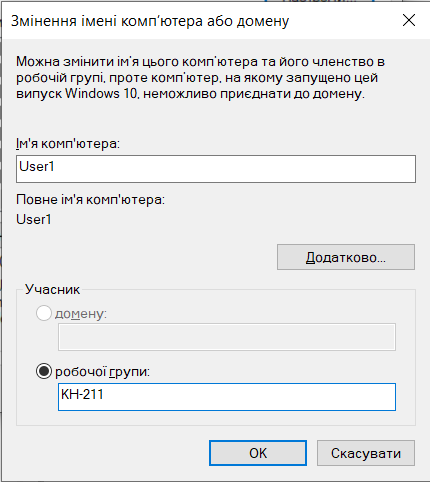 Змінення імені комп'ютера або домену
Можна змінити ім'я цього комп'ютера та його членство в
робочій групі, проте комп'ютер, на якому запущено цей
випуск Windows 10, неможливо приєднати до домену.
Ім'я комп'ютера:
User1
Повне ім'я комп'ютера:
User1
Додатково...
Учасник
домену:
робочої групи:
КН-211
OK
Скасувати